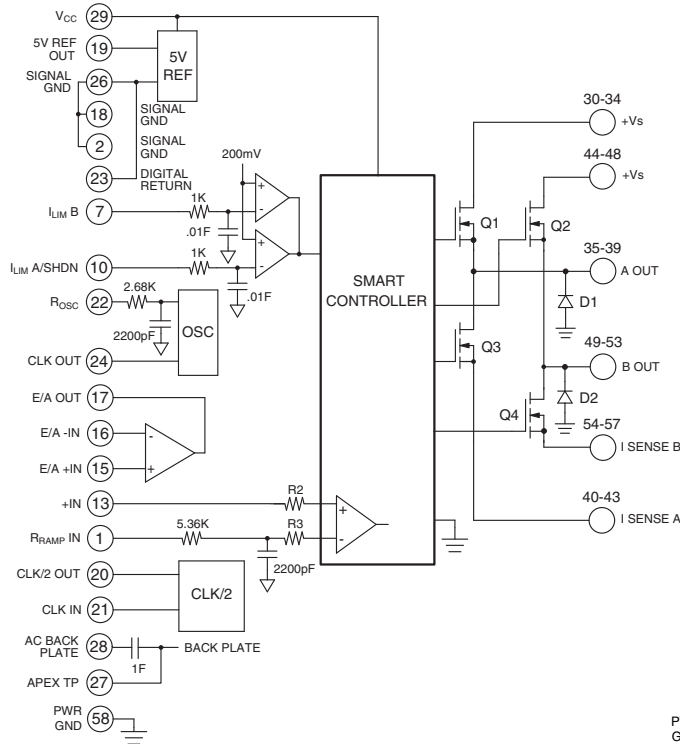 VCC 29
5V REF
OUT 19
5V
REF
SIGNAL
GND 26
18 SIGNAL
GND
2 SIGNAL
GND
23 DIGITAL
RETURN
200mV
ILIM B 7
1K
.01F
+
-
ILIM A/SHDN 10
1K
.01F
+
-
ROSC 22
2.68K
2200pF
OSC
CLK OUT 24
E/A OUT 17
E/A -IN 16
-
E/A +IN 15
+
+IN 13
R2
+
RRAMP IN 1
5.36K
R3
-
2200pF
CLK/2 OUT 20
CLK/2
CLK IN 21
AC BACK
PLATE 28
BACK PLATE
1F
APEX TP 27
PWR
GND 58
SMART
CONTROLLER
Q1
Q2
Q3
Q4
D1
D2
30-34
+Vs
44-48
+Vs
35-39
A OUT
49-53
B OUT
54-57
I SENSE B
40-43
I SENSE A
P
G